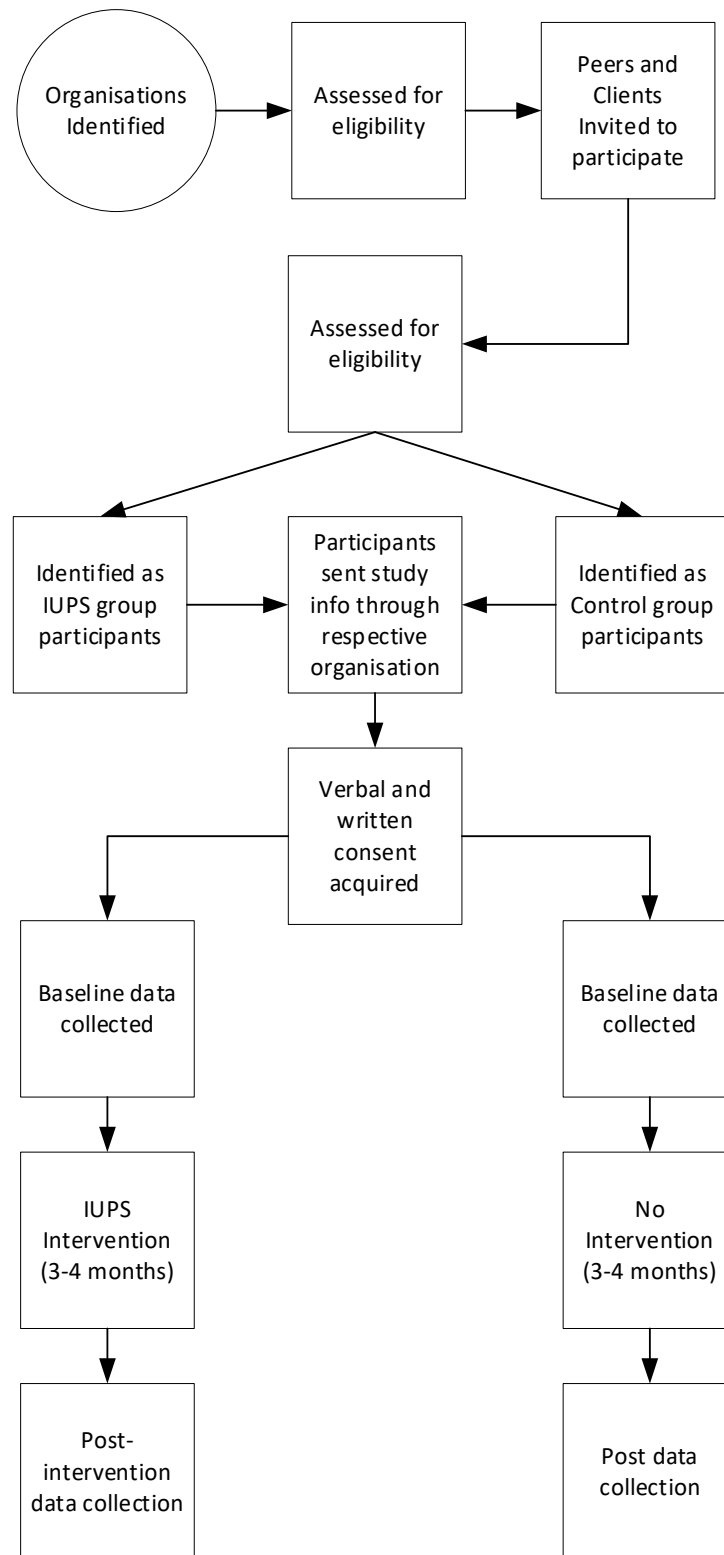 Organisations
Identified
Assessed for
eligibility
Peers and
Clients
Invited to
participate
Assessed for
eligibility
Identified as
IUPS group
participants
Participants
sent study
info through
respective
organisation
Identified as
Control group
participants
Verbal and
written
consent
acquired
Baseline data
collected
Baseline data
collected
IUPS
Intervention
(3-4 months)
No
Intervention
(3-4 months)
Post-
intervention
data collection
Post data
collection